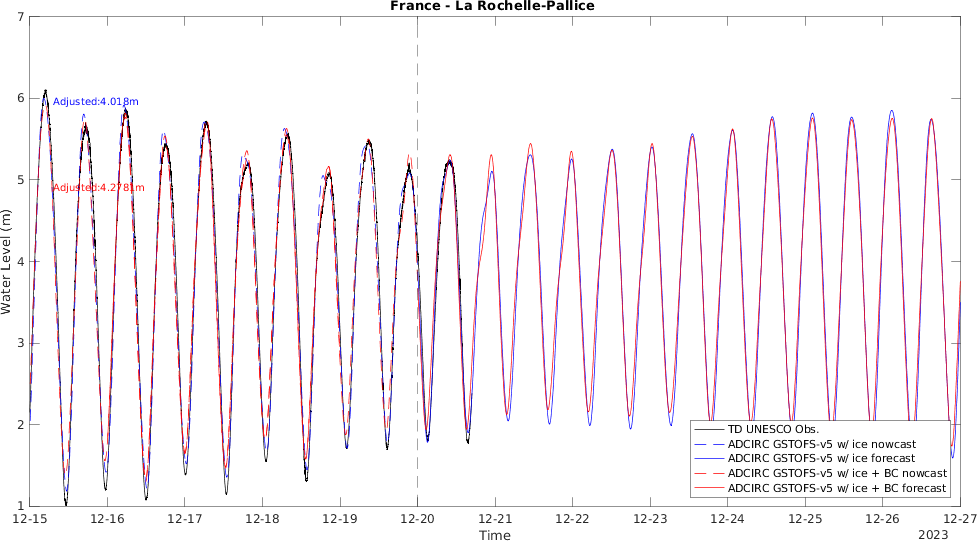 France - La Rochelle-Pallice
7
6
5
4
3
2
1
Water Level (m)
Adjusted:4.018m
Adjusted:4.2781m
TD UNESCO Obs.
ADCIRC GSTOFS-v5 w/ ice nowcast
ADCIRC GSTOFS-v5 w/ ice forecast
ADCIRC GSTOFS-v5 w/ ice + BC nowcast
ADCIRC GSTOFS-v5 w/ ice + BC forecast
12-15 12-16 12-17 12-18 12-19 12-20 12-21 12-22 12-23 12-24 12-25 12-26 12-27
Time
2023